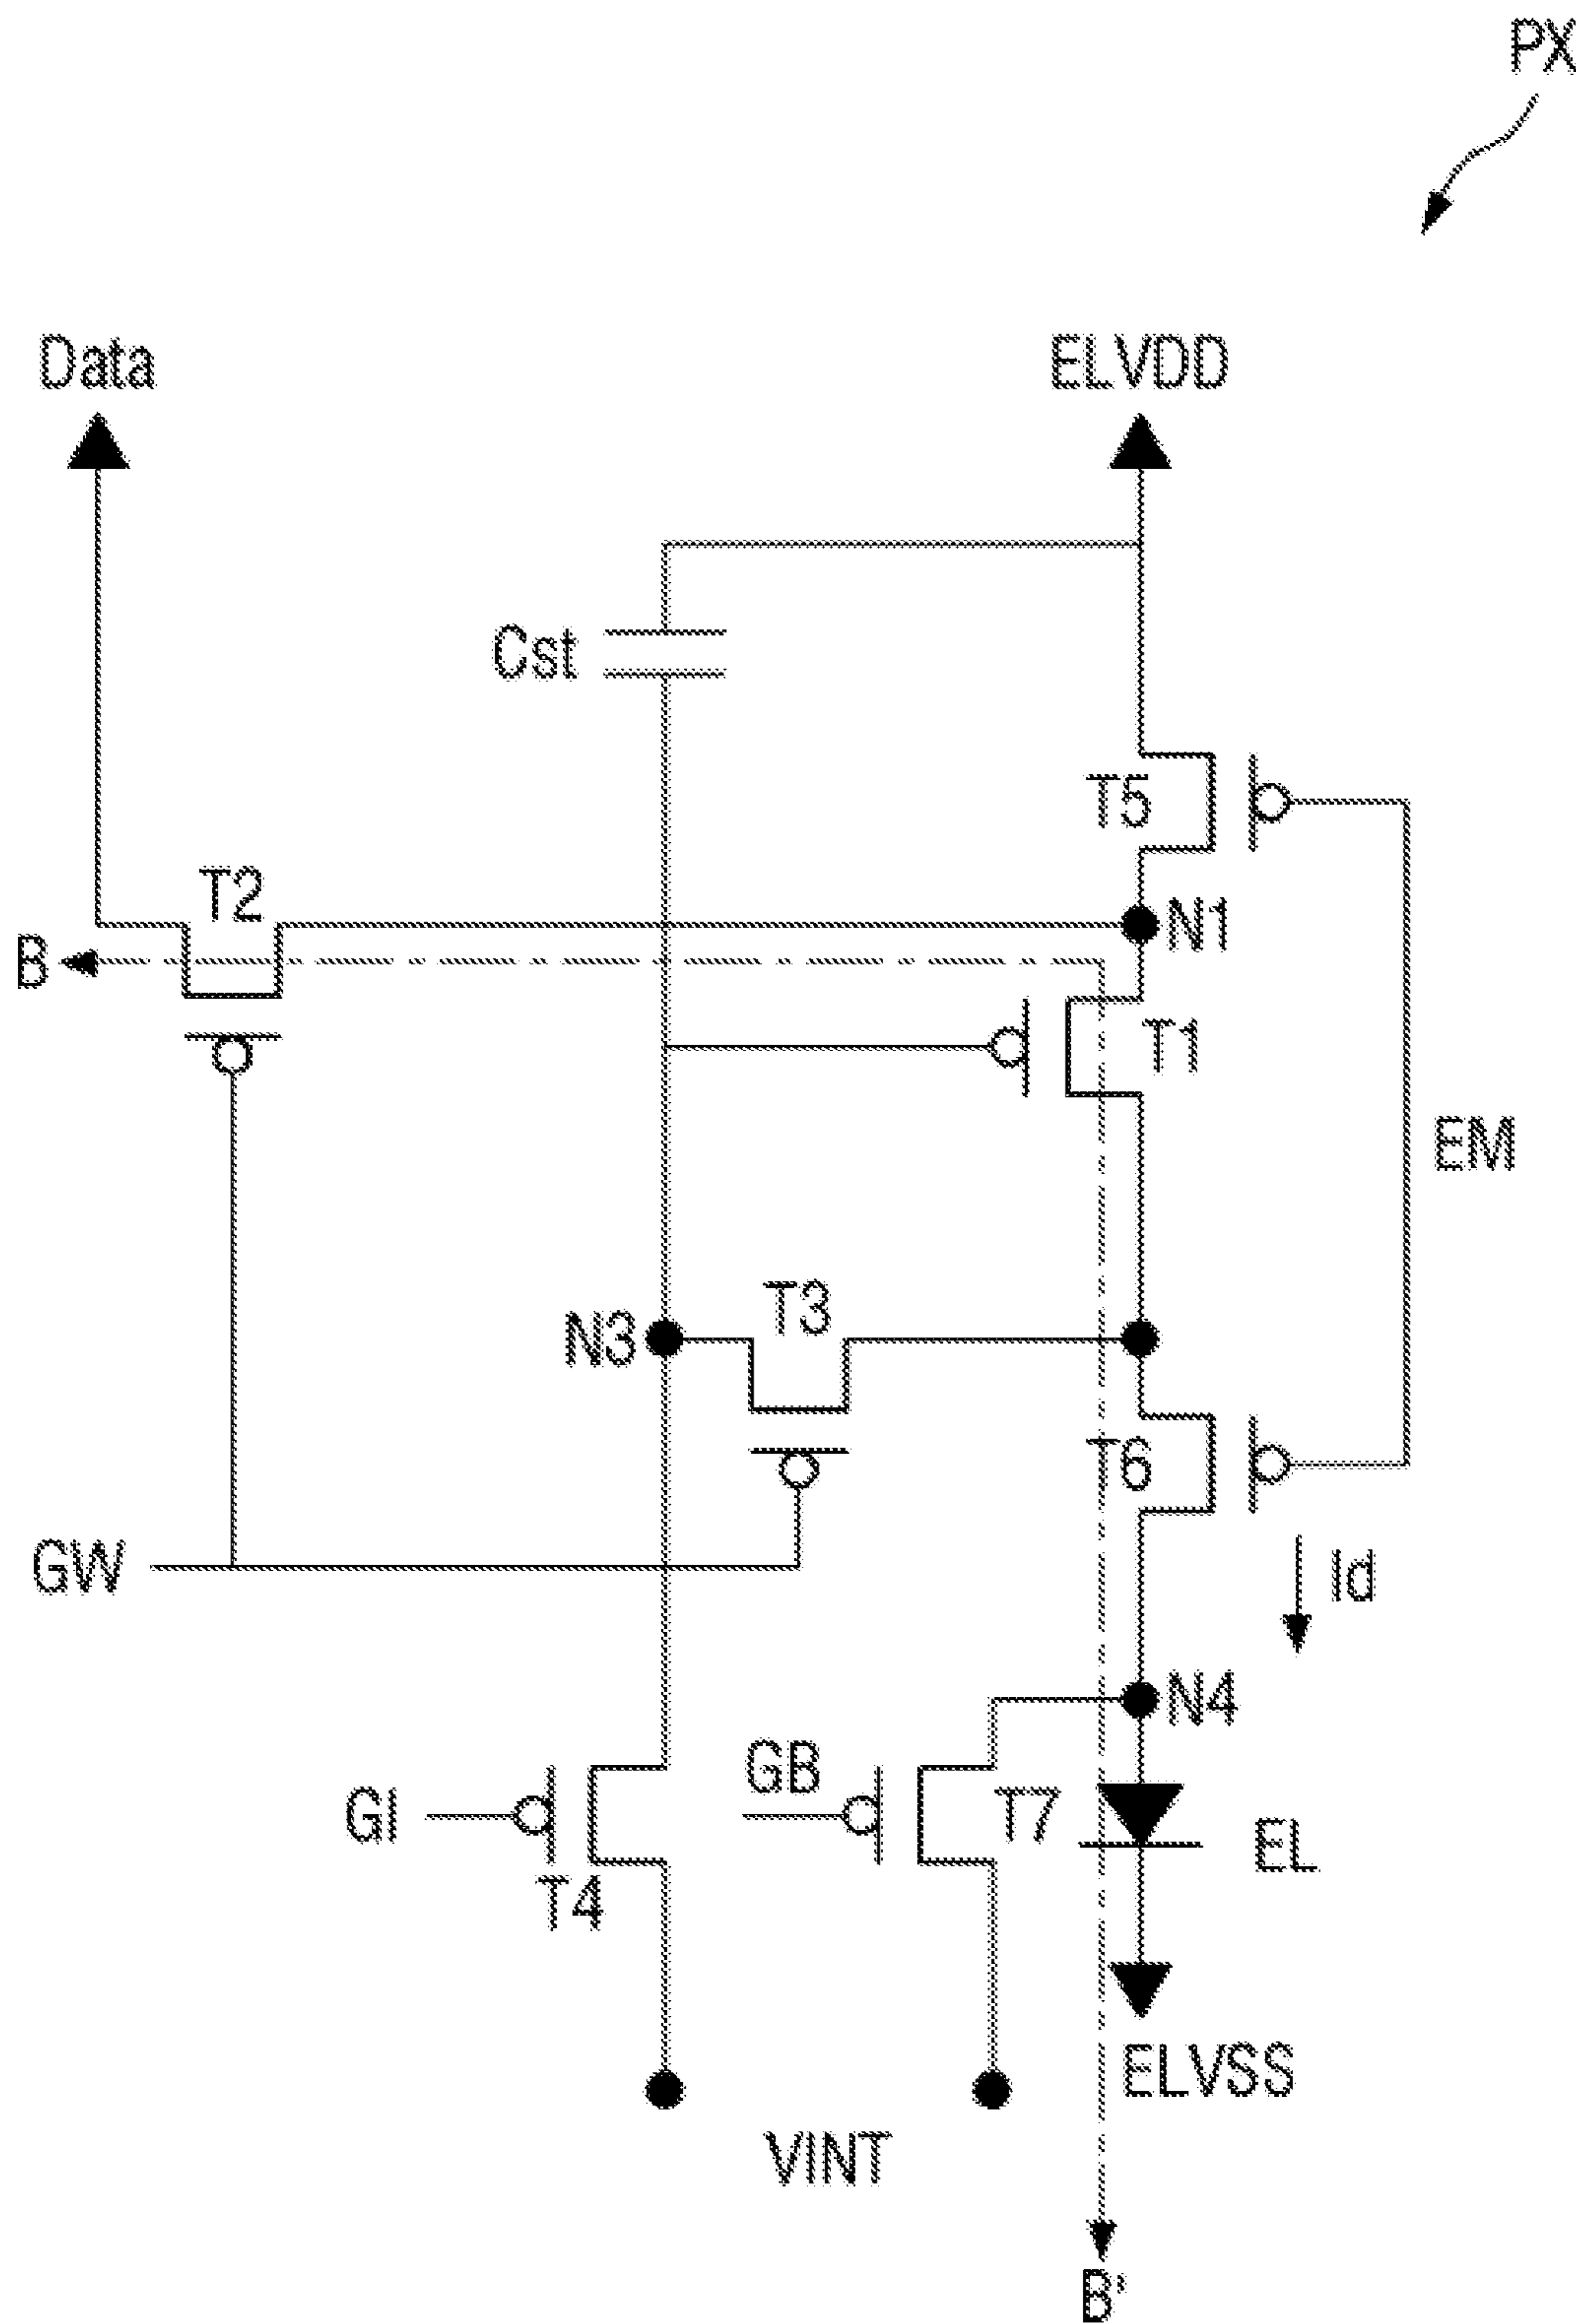 PX
Data
ELVDD
Cst
T5
T2
N1
B
T1
EM
T3
N3
T6
GW
Id
N4
GB
GI
T7
EL
T4
ELVSS
VINT
B'